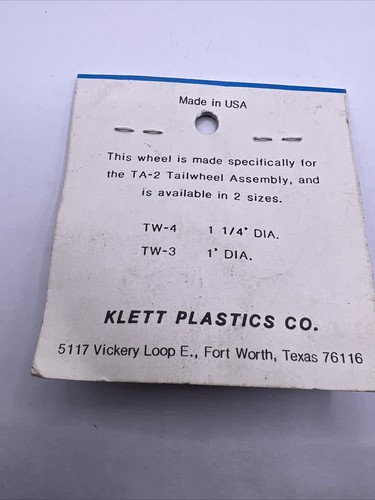 Made in USA
This wheel is made specifically for
the TA-2 Tailwheel Assembly, and
is available in 2 sizes.
TW-4 1 1/4" DIA.
TW-3 1" DIA.
KLETT PLASTICS CO.
5117 Vickery Loop E., Fort Worth, Texas 76116